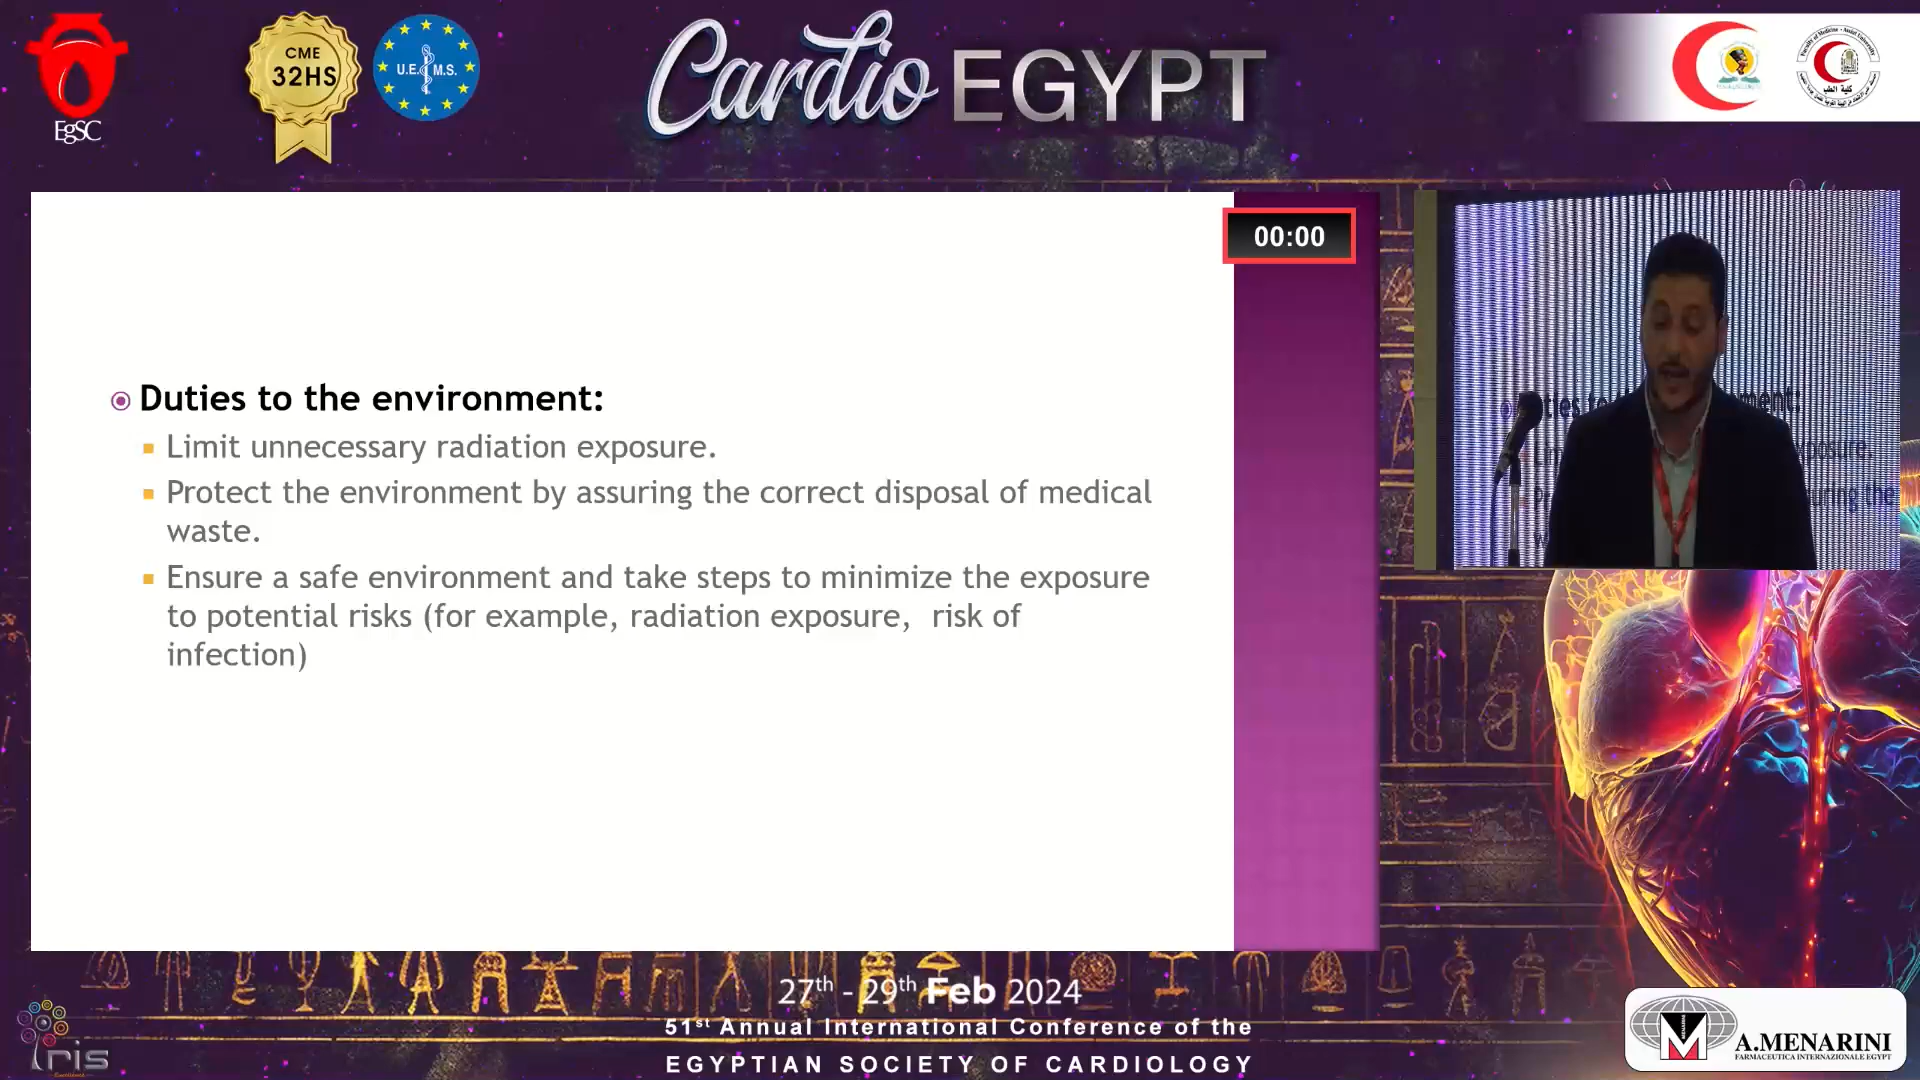 EgSC
CME
32HS
U.E.M.S.
Cardio EGYPT
كلية الطب
00:00
Duties to the environment:
Limit unnecessary radiation exposure.
Protect the environment by assuring the correct disposal of medical
waste.
Ensure a safe environment and take steps to minimize the exposure
to potential risks (for example, radiation exposure, risk of
infection)
27th - 29th Feb 2024
51st Annual International Conference of the
EGYPTIAN SOCIETY OF CARDIOLOGY
iris
MENARINI
A.MENARINI
FARMACEUTICA INTERNAZIONALE EGYPT